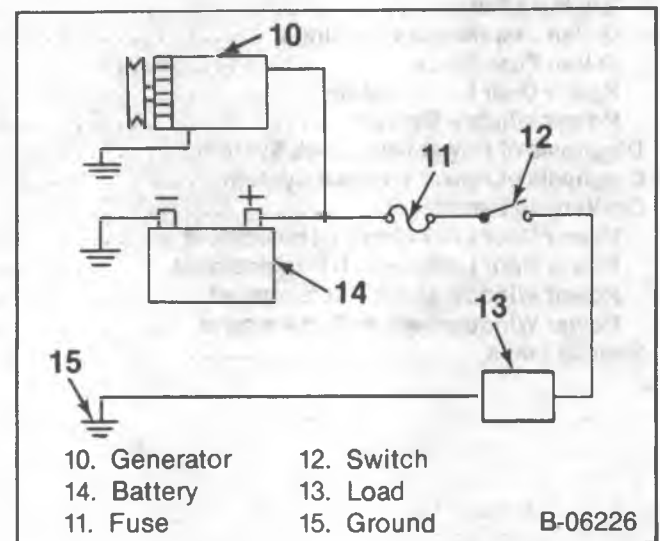 10
12
11
− +
14
13
15
10. Generator 12. Switch
14. Battery 13. Load
11. Fuse 15. Ground B-06226